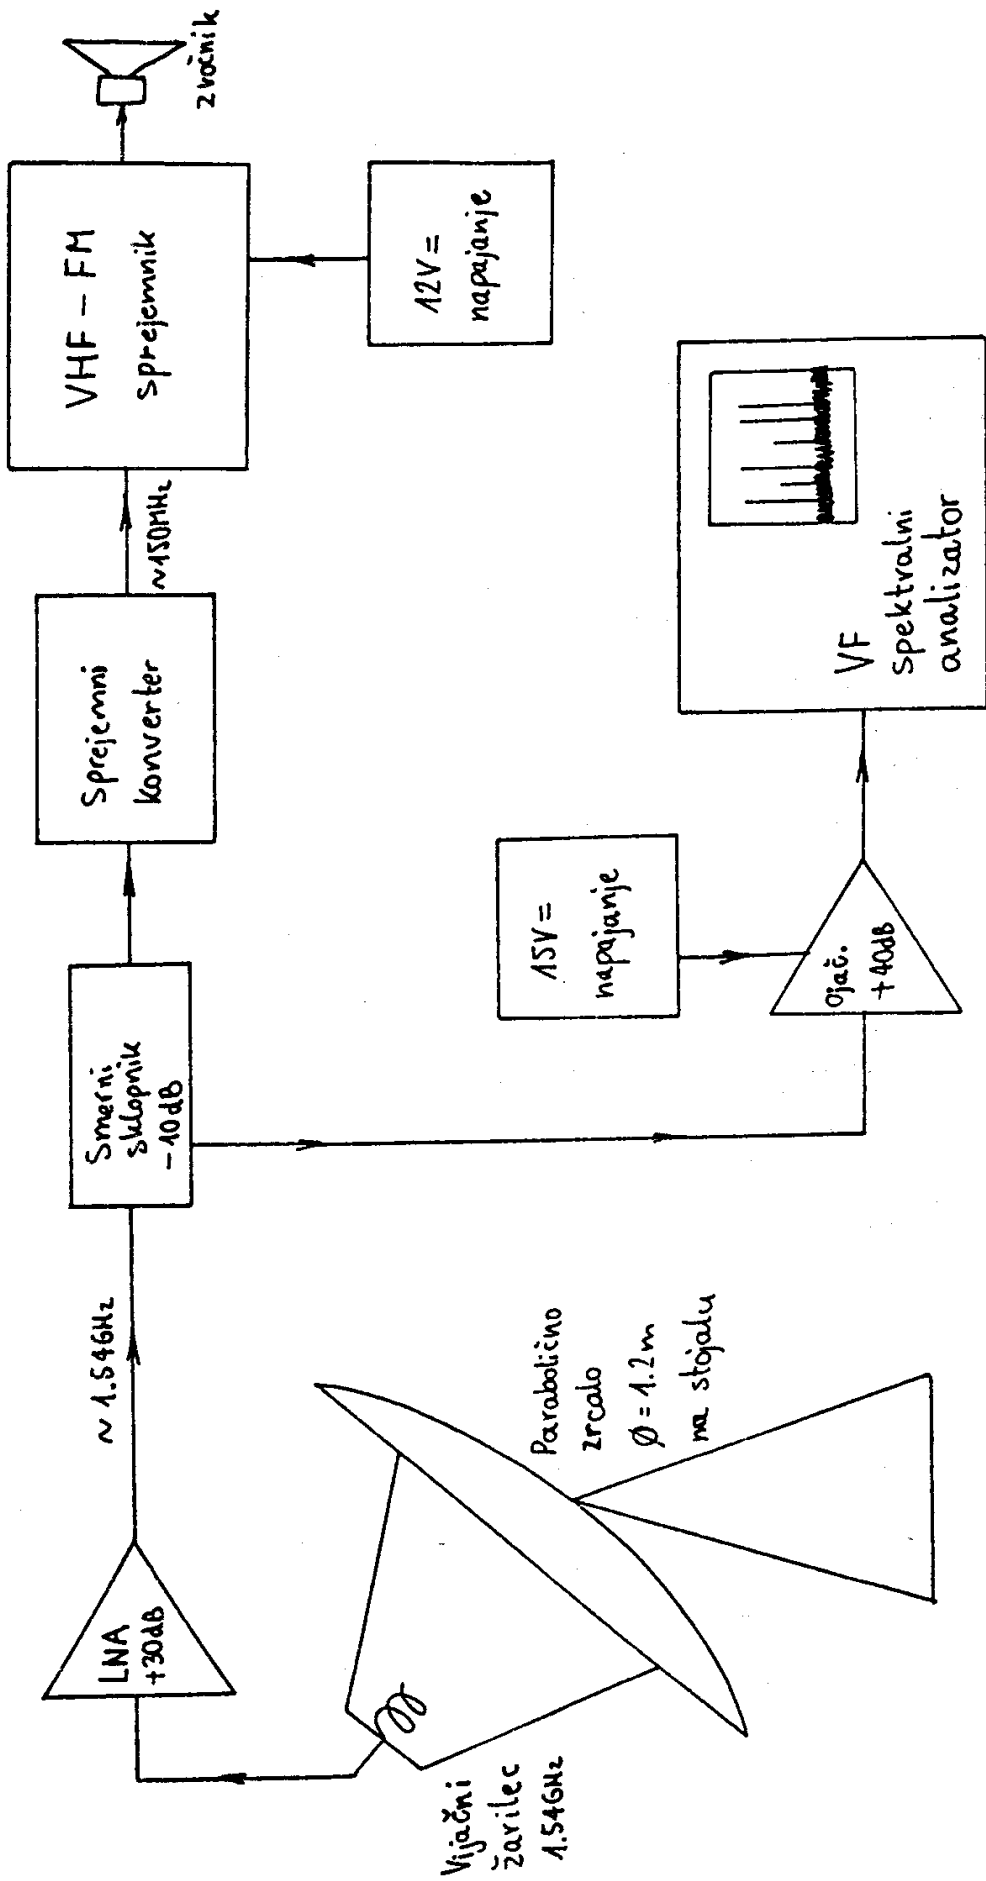 LNA
+30dB
~1.54GHz
Smerni
sklopnik
-10dB
Sprejemni
konverter
~150MHz
VHF-FM
sprejemnik
zvočnik
12V=
napajanje
Vijačni
žarilec
1.54GHz
Parabolično
zrcalo
Ø=1.2m
na stojalu
15V=
napajanje
Ojač.
+40dB
VF
spektralni
analizator